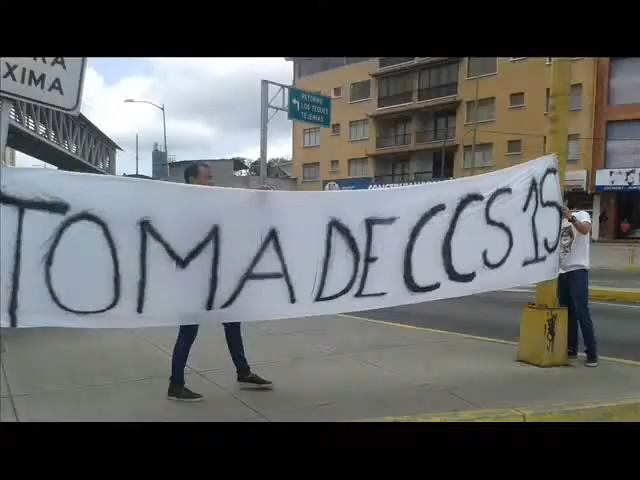 XIMA
RETORNO
LOS TEQUES
TEJERIAS
TOMA DE CCS 1S